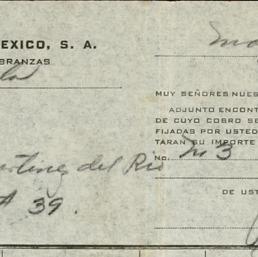 EXICO, S. A.
BRANZAS
MUY SEÑORES NUES
ADJUNTO ENCONT
DE CUYO COBRO SE
FIJADAS POR USTED
TARAN SU IMPORTE
No. M 3
del Rio
A 39.
DE UST